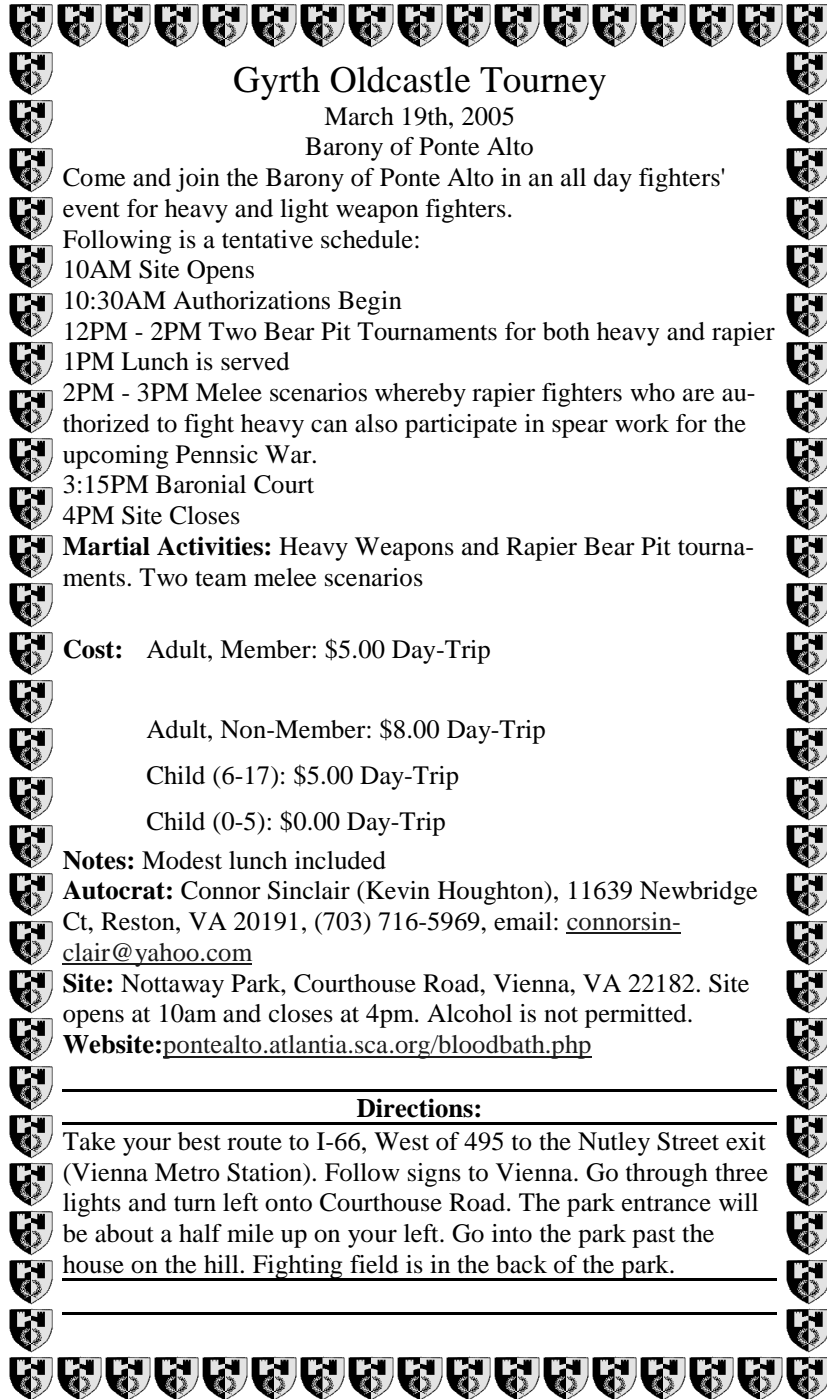 Gyrth Oldcastle Tourney
March 19th, 2005
Barony of Ponte Alto
Come and join the Barony of Ponte Alto in an all day fighters'
event for heavy and light weapon fighters.
Following is a tentative schedule:
10AM Site Opens
10:30AM Authorizations Begin
12PM - 2PM Two Bear Pit Tournaments for both heavy and rapier
1PM Lunch is served
2PM - 3PM Melee scenarios whereby rapier fighters who are au-
thorized to fight heavy can also participate in spear work for the
upcoming Pennsic War.
3:15PM Baronial Court
4PM Site Closes
Martial Activities: Heavy Weapons and Rapier Bear Pit tourna-
ments. Two team melee scenarios
Cost: Adult, Member: $5.00 Day-Trip
Adult, Non-Member: $8.00 Day-Trip
Child (6-17): $5.00 Day-Trip
Child (0-5): $0.00 Day-Trip
Notes: Modest lunch included
Autocrat: Connor Sinclair (Kevin Houghton), 11639 Newbridge
Ct, Reston, VA 20191, (703) 716-5969, email: connorsin-
clair@yahoo.com
Site: Nottaway Park, Courthouse Road, Vienna, VA 22182. Site
opens at 10am and closes at 4pm. Alcohol is not permitted.
Website:pontealto.atlantia.sca.org/bloodbath.php
Directions:
Take your best route to I-66, West of 495 to the Nutley Street exit
(Vienna Metro Station). Follow signs to Vienna. Go through three
lights and turn left onto Courthouse Road. The park entrance will
be about a half mile up on your left. Go into the park past the
house on the hill. Fighting field is in the back of the park.